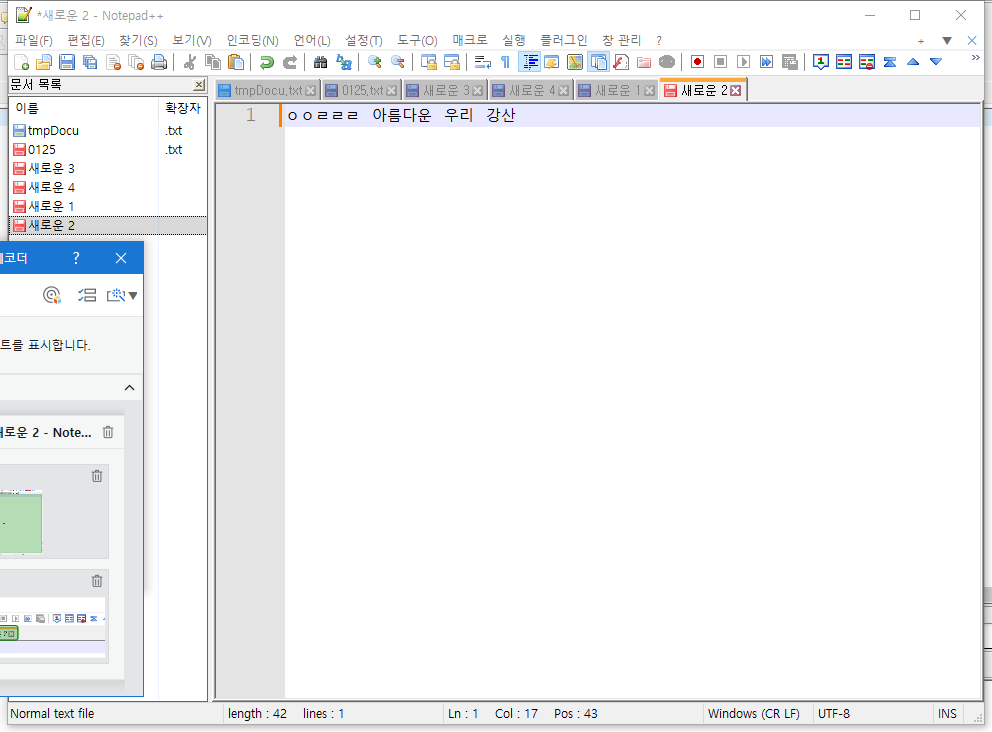 *새로운 2 - Notepad++
파일(F) 편집(E) 찾기(S) 보기(V) 인코딩(N) 언어(L) 설정(T) 도구(O) 매크로 실행 플러그인 창 관리 ?
문서 목록
tmpDocu.txt 0125.txt 새로운 3 새로운 4 새로운 1 새로운 2
이름 확장자
tmpDocu .txt
0125 .txt
새로운 3
새로운 4
새로운 1
새로운 2
1 ㅇㅇㄹㄹㄹ 아름다운 우리 강산
코더 ?
트를 표시합니다.
새로운 2 - Note...
Normal text file length : 42 lines : 1 Ln : 1 Col : 17 Pos : 43 Windows (CR LF) UTF-8 INS